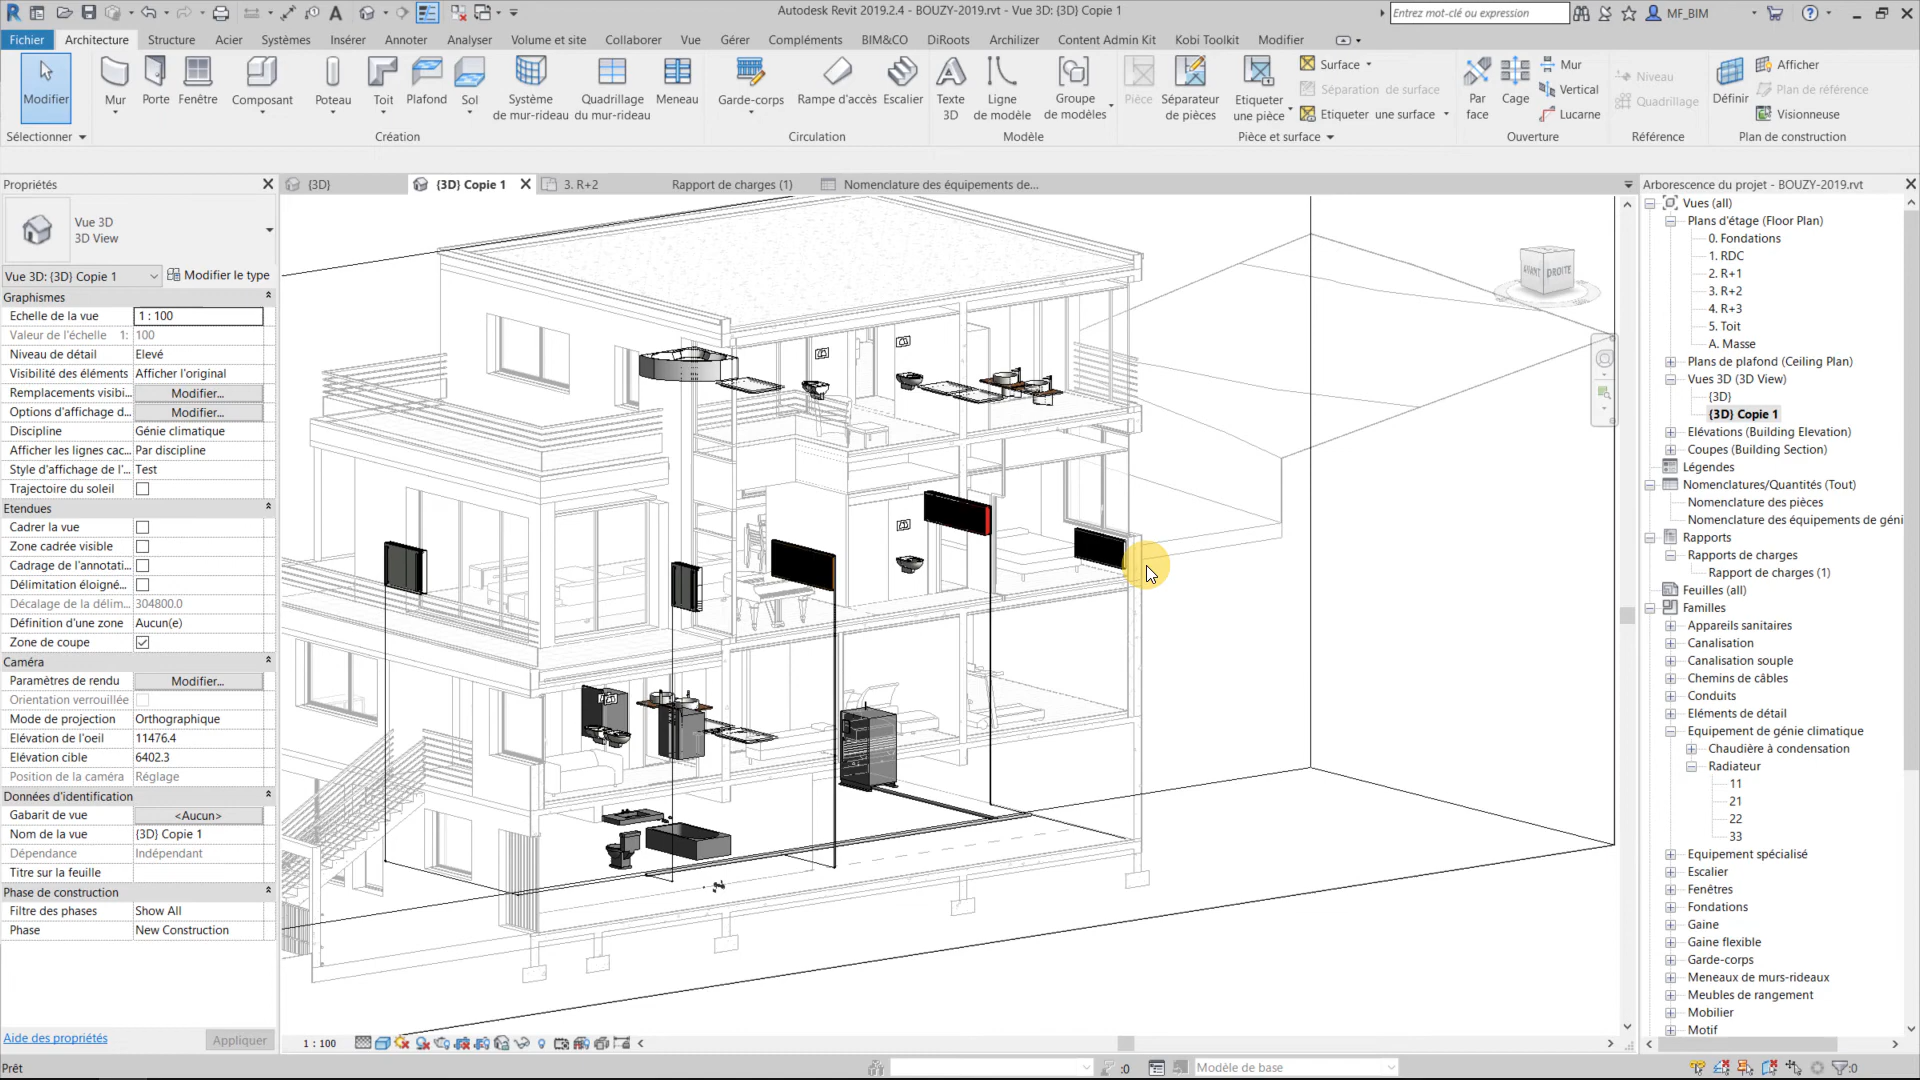 Autodesk Revit 2019.2.4 - BOUZY-2019.rvt - Vue 3D: {3D} Copie 1
Entrez mot-clé ou expression
MF_BIM
Fichier
Architecture
Structure
Acier
Systèmes
Insérer
Annoter
Analyser
Volume et site
Collaborer
Vue
Gérer
Compléments
BIM&CO
DiRoots
Archilizer
Content Admin Kit
Kobi Toolkit
Modifier
Modifier
Mur
Porte
Fenêtre
Composant
Poteau
Toit
Plafond
Sol
Système
de mur-rideau
Quadrillage
du mur-rideau
Meneau
Garde-corps
Rampe d'accès
Escalier
Texte
3D
Ligne
de modèle
Groupe
de modèles
Pièce
Séparateur
de pièces
Etiqueter
une pièce
Surface
Séparation de surface
Etiqueter une surface
Par
face
Cage
Mur
Vertical
Lucarne
Niveau
Quadrillage
Définir
Afficher
Plan de référence
Visionneuse
Sélectionner
Création
Circulation
Modèle
Pièce et surface
Ouverture
Référence
Plan de construction
Propriétés
Vue 3D
3D View
Vue 3D: {3D} Copie 1
Modifier le type
Graphismes
Echelle de la vue 1 : 100
Valeur de l'échelle 1: 100
Niveau de détail Elevé
Visibilité des éléments Afficher l'original
Remplacements visibi... Modifier...
Options d'affichage d... Modifier...
Discipline Génie climatique
Afficher les lignes cac... Par discipline
Style d'affichage de l'... Test
Trajectoire du soleil
Etendues
Cadrer la vue
Zone cadrée visible
Cadrage de l'annotati...
Délimitation éloigné...
Décalage de la délim... 304800.0
Définition d'une zone Aucun(e)
Zone de coupe
Caméra
Paramètres de rendu Modifier...
Orientation verrouillée
Mode de projection Orthographique
Elévation de l'oeil 11476.4
Elévation cible 6402.3
Position de la caméra Réglage
Données d'identification
Gabarit de vue <Aucun>
Nom de la vue {3D} Copie 1
Dépendance Indépendant
Titre sur la feuille
Phase de construction
Filtre des phases Show All
Phase New Construction
Aide des propriétés
Appliquer
{3D}
{3D} Copie 1
3. R+2
Rapport de charges (1)
Nomenclature des équipements de...
AVANT
DROITE
1 : 100
Arborescence du projet - BOUZY-2019.rvt
Vues (all)
Plans d'étage (Floor Plan)
0. Fondations
1. RDC
2. R+1
3. R+2
4. R+3
5. Toit
A. Masse
Plans de plafond (Ceiling Plan)
Vues 3D (3D View)
{3D}
{3D} Copie 1
Elévations (Building Elevation)
Coupes (Building Section)
Légendes
Nomenclatures/Quantités (Tout)
Nomenclature des pièces
Nomenclature des équipements de géni
Rapports
Rapports de charges
Rapport de charges (1)
Feuilles (all)
Familles
Appareils sanitaires
Canalisation
Canalisation souple
Chemins de câbles
Conduits
Eléments de détail
Equipement de génie climatique
Chaudière à condensation
Radiateur
11
21
22
33
Equipement spécialisé
Escalier
Fenêtres
Fondations
Gaine
Gaine flexible
Garde-corps
Meneaux de murs-rideaux
Meubles de rangement
Mobilier
Motif
Prêt
:0
Modèle de base
:0